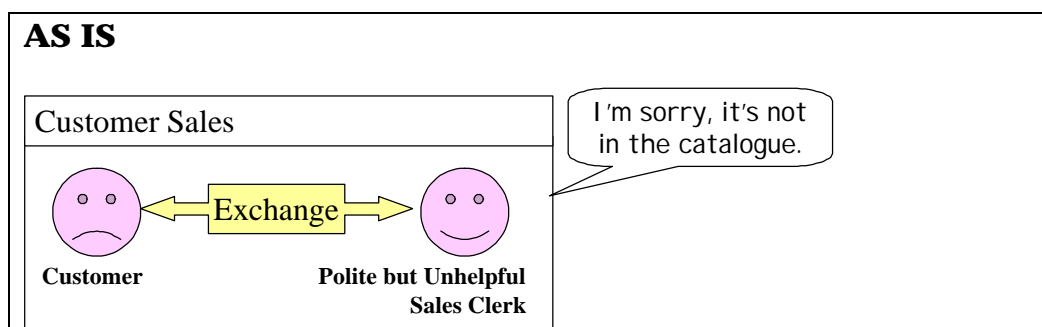 AS IS
Customer Sales
I'm sorry, it's not
in the catalogue.
Exchange
Customer
Polite but Unhelpful
Sales Clerk